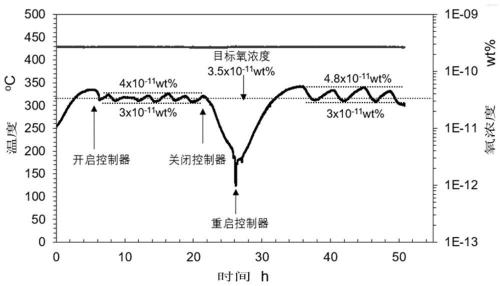 500
450
400
350
300
250
200
150
100
50
0
温度 ºC
1E-09
1E-10
1E-11
1E-12
1E-13
氧浓度 wt%
目标氧浓度
3.5x10-11wt%
4x10-11wt%
3x10-11wt%
4.8x10-11wt%
3x10-11wt%
开启控制器
关闭控制器
重启控制器
0
10
20
30
40
50
60
时间 h